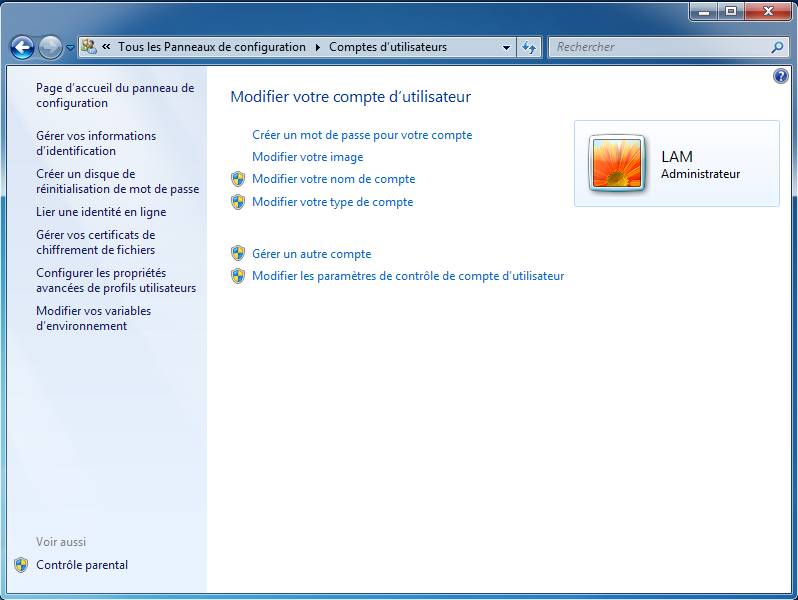 « Tous les Panneaux de configuration Comptes d'utilisateurs Rechercher
Page d'accueil du panneau de
configuration
Gérer vos informations
d'identification
Créer un disque de
réinitialisation de mot de passe
Lier une identité en ligne
Gérer vos certificats de
chiffrement de fichiers
Configurer les propriétés
avancées de profils utilisateurs
Modifier vos variables
d'environnement
Voir aussi
Contrôle parental
Modifier votre compte d'utilisateur
Créer un mot de passe pour votre compte
Modifier votre image
Modifier votre nom de compte
Modifier votre type de compte
Gérer un autre compte
Modifier les paramètres de contrôle de compte d'utilisateur
LAM
Administrateur